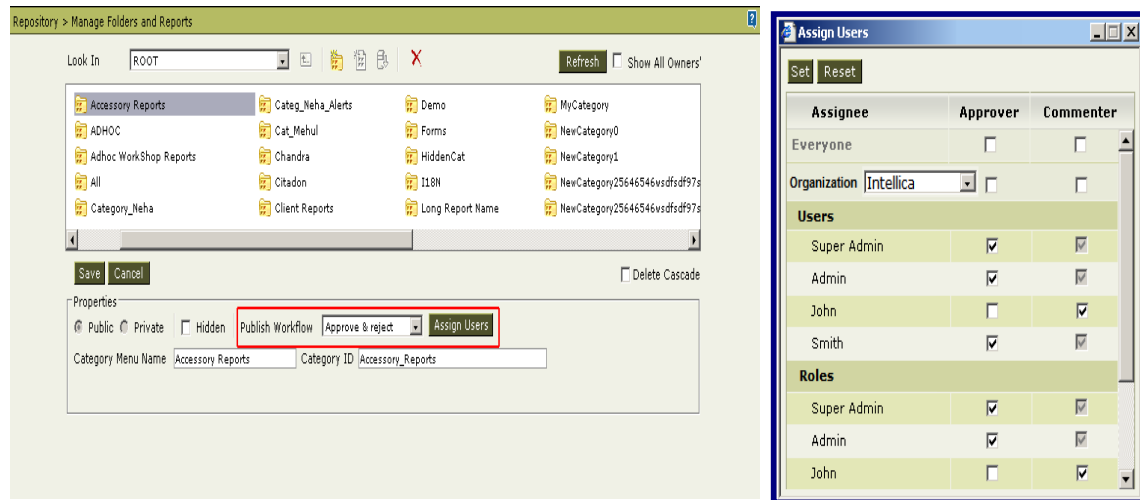 Repository > Manage Folders and Reports
?
Look In ROOT Refresh Show All Owners'
Accessory Reports Categ_Neha_Alerts Demo MyCategory
ADHOC Cat_Mehul Forms NewCategory0
Adhoc WorkShop Reports Chandra HiddenCat NewCategory1
All Citadon I18N NewCategory25646546vsdfsdf97s
Category_Neha Client Reports Long Report Name NewCategory25646546vsdfsdf97s
Save Cancel Delete Cascade
Properties
Public Private Hidden Publish Workflow Approve & reject Assign Users
Category Menu Name Accessory Reports Category ID Accessory_Reports
Assign Users
Set Reset
Assignee Approver Commenter
Everyone
Organization Intellica
Users
Super Admin
Admin
John
Smith
Roles
Super Admin
Admin
John